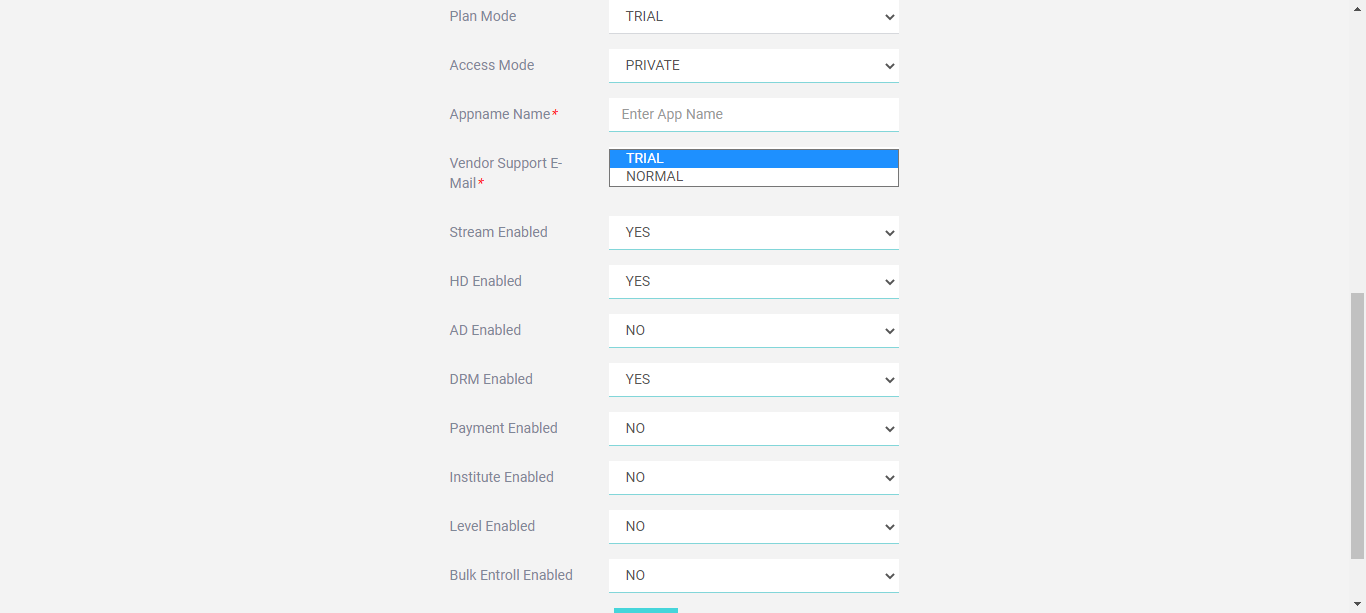 Plan Mode TRIAL
Access Mode PRIVATE
Appname Name* Enter App Name
Vendor Support E-
Mail*
TRIAL
NORMAL
Stream Enabled YES
HD Enabled YES
AD Enabled NO
DRM Enabled YES
Payment Enabled NO
Institute Enabled NO
Level Enabled NO
Bulk Entroll Enabled NO